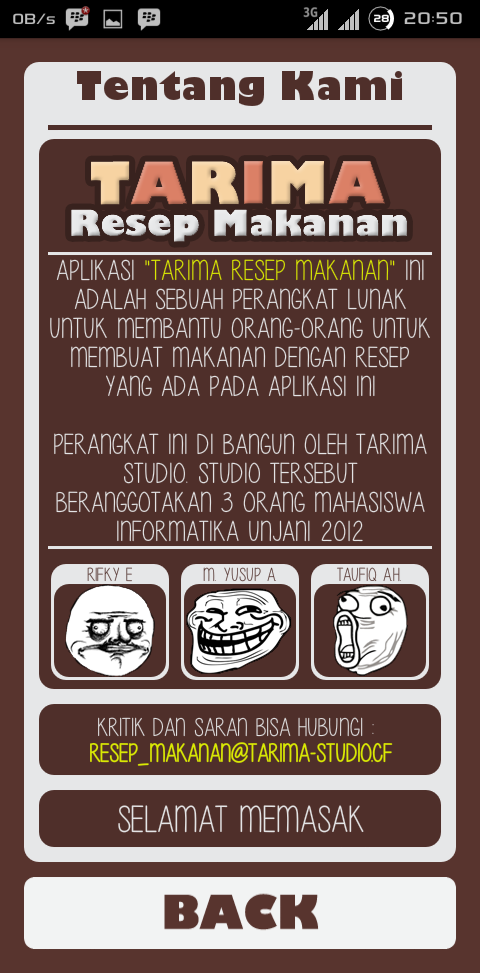 0B/s 3G 28 20:50
Tentang Kami
TARIMA
Resep Makanan
APLIKASI "TARIMA RESEP MAKANAN" INI
ADALAH SEBUAH PERANGKAT LUNAK
UNTUK MEMBANTU ORANG-ORANG UNTUK
MEMBUAT MAKANAN DENGAN RESEP
YANG ADA PADA APLIKASI INI
PERANGKAT INI DI BANGUN OLEH TARIMA
STUDIO. STUDIO TERSEBUT
BERANGGOTAKAN 3 ORANG MAHASISWA
INFORMATIKA UNJANI 2012
RIFKY E. M. YUSUP A. TAUFIQ AH.
KRITIK DAN SARAN BISA HUBUNGI :
RESEP_MAKANAN@TARIMA-STUDIO.CF
SELAMAT MEMASAK
BACK